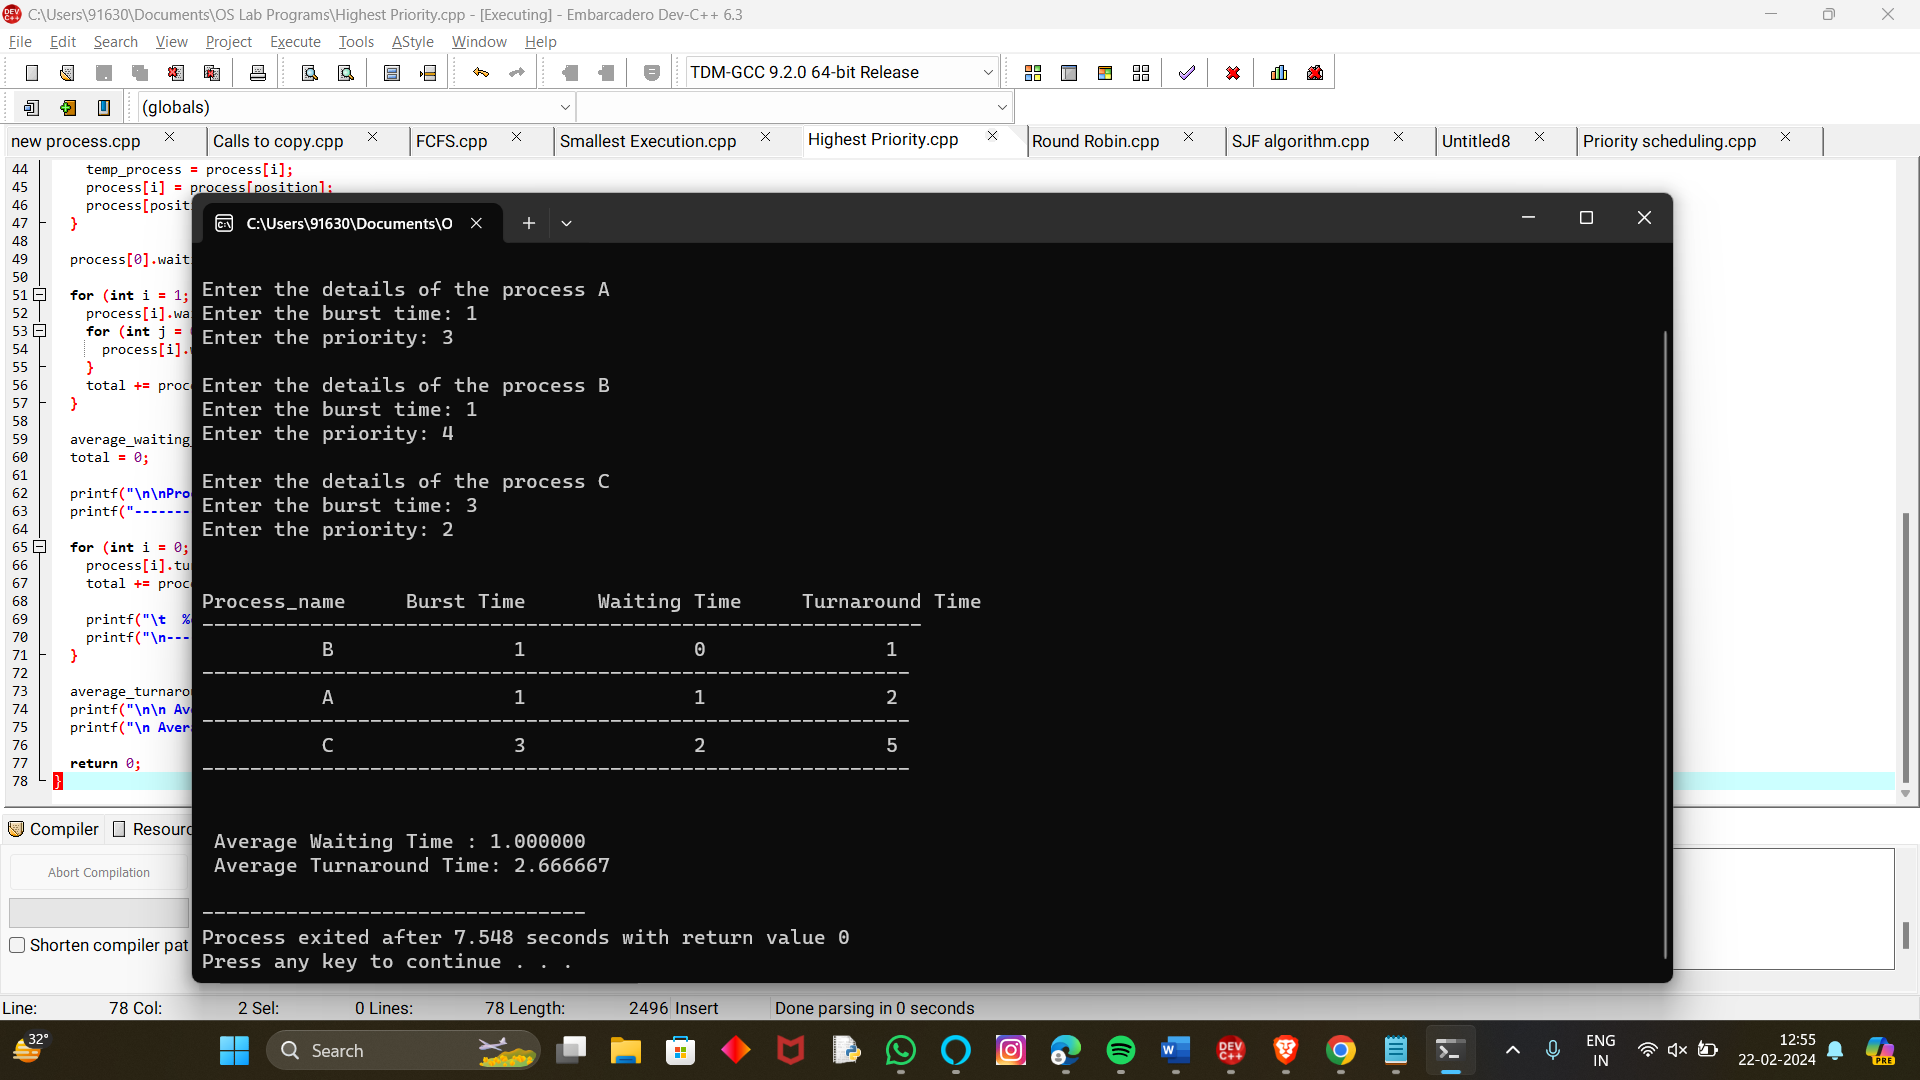 C:\Users\91630\Documents\OS Lab Programs\Highest Priority.cpp - [Executing] - Embarcadero Dev-C++ 6.3
File Edit Search View Project Execute Tools AStyle Window Help
TDM-GCC 9.2.0 64-bit Release
(globals)
new process.cpp Calls to copy.cpp FCFS.cpp Smallest Execution.cpp Highest Priority.cpp Round Robin.cpp SJF algorithm.cpp Untitled8 Priority scheduling.cpp
44 temp_process = process[i];
45 process[i] = process[position];
46 process[posit
47 }
48
49 process[0].wait
50
51 for (int i = 1;
52 process[i].wa
53 for (int j =
54 process[i].
55 }
56 total += proc
57 }
58
59 average_waiting
60 total = 0;
61
62 printf("\n\nPro
63 printf("-------
64
65 for (int i = 0;
66 process[i].tu
67 total += proc
68
69 printf("\t %
70 printf("\n---
71 }
72
73 average_turnaro
74 printf("\n\n Av
75 printf("\n Aver
76
77 return 0;
78 }
C:\Users\91630\Documents\O
Enter the details of the process A
Enter the burst time: 1
Enter the priority: 3
Enter the details of the process B
Enter the burst time: 1
Enter the priority: 4
Enter the details of the process C
Enter the burst time: 3
Enter the priority: 2
Process_name Burst Time Waiting Time Turnaround Time
------------------------------------------------------------
B 1 0 1
-----------------------------------------------------------
A 1 1 2
-----------------------------------------------------------
C 3 2 5
-----------------------------------------------------------
Average Waiting Time : 1.000000
Average Turnaround Time: 2.666667
--------------------------------
Process exited after 7.548 seconds with return value 0
Press any key to continue . . .
Compiler Resourc
Abort Compilation
Shorten compiler pat
Line: 78 Col: 2 Sel: 0 Lines: 78 Length: 2496 Insert Done parsing in 0 seconds
32°
Search
DEV C++
ENG
IN
12:55
22-02-2024
PRE